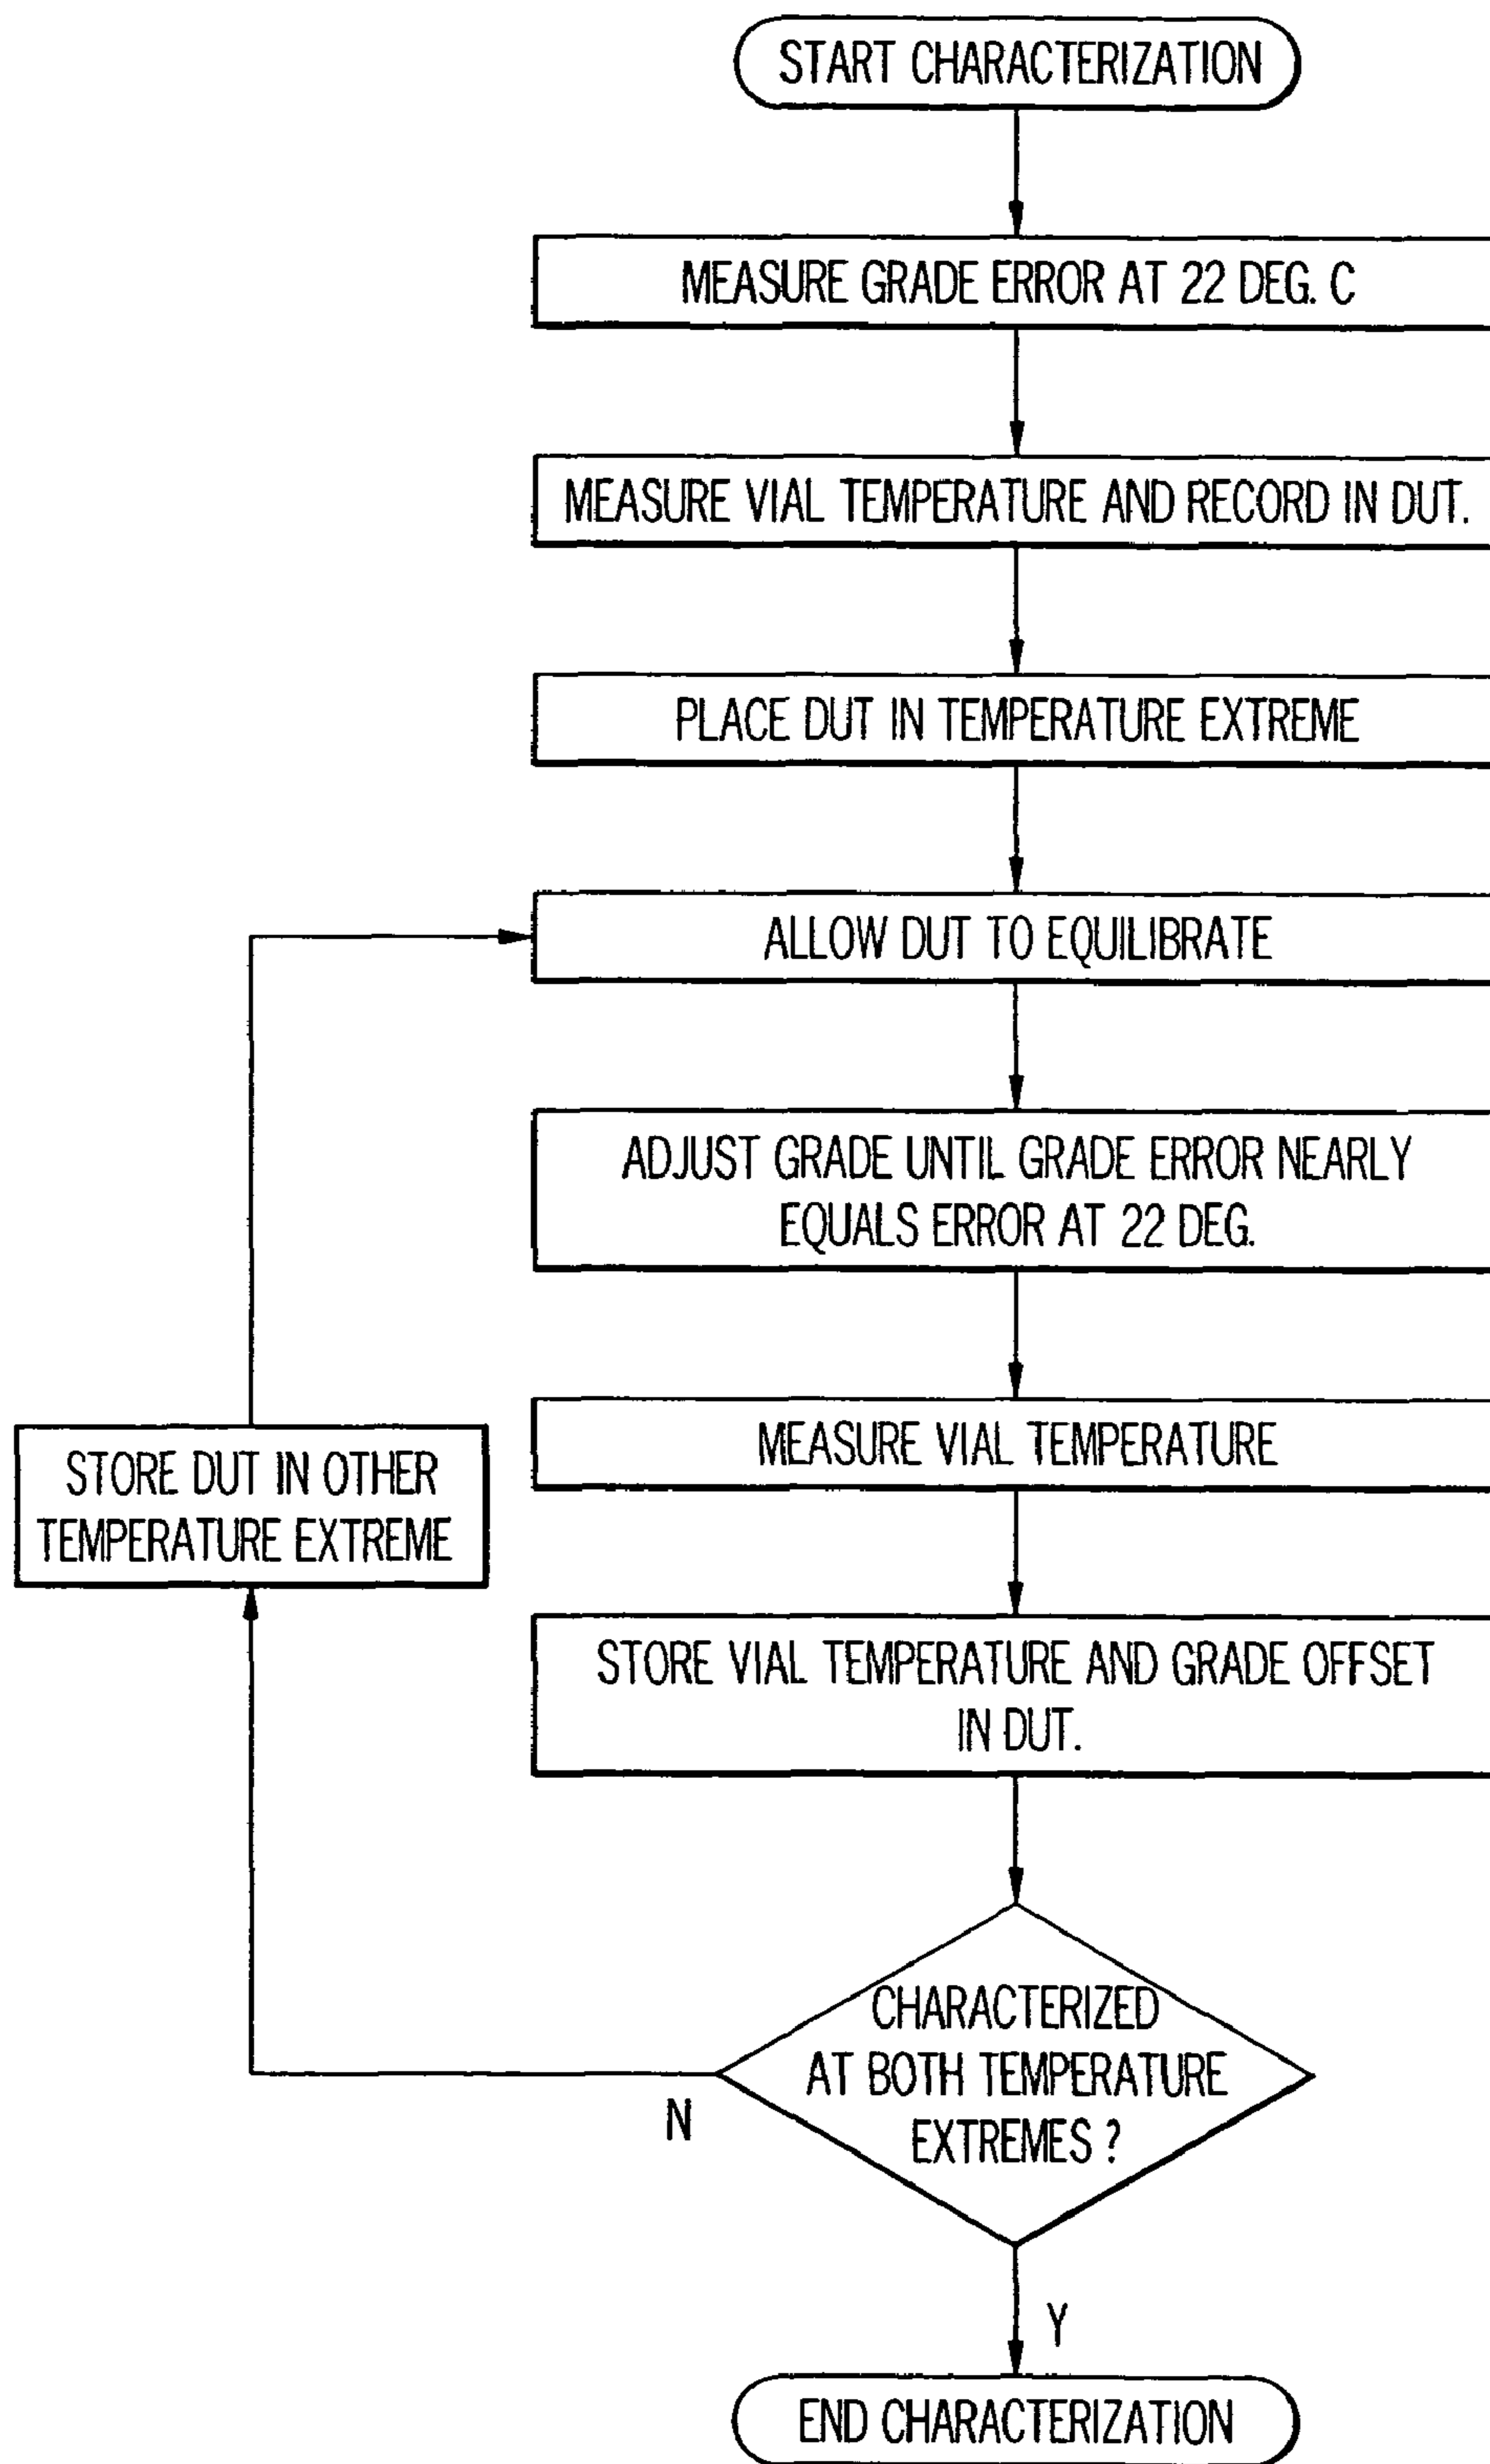 START CHARACTERIZATION
MEASURE GRADE ERROR AT 22 DEG. C
MEASURE VIAL TEMPERATURE AND RECORD IN DUT.
PLACE DUT IN TEMPERATURE EXTREME
ALLOW DUT TO EQUILIBRATE
ADJUST GRADE UNTIL GRADE ERROR NEARLY
EQUALS ERROR AT 22 DEG.
MEASURE VIAL TEMPERATURE
STORE DUT IN OTHER
TEMPERATURE EXTREME
STORE VIAL TEMPERATURE AND GRADE OFFSET
IN DUT.
CHARACTERIZED
AT BOTH TEMPERATURE
EXTREMES ?
N
Y
END CHARACTERIZATION